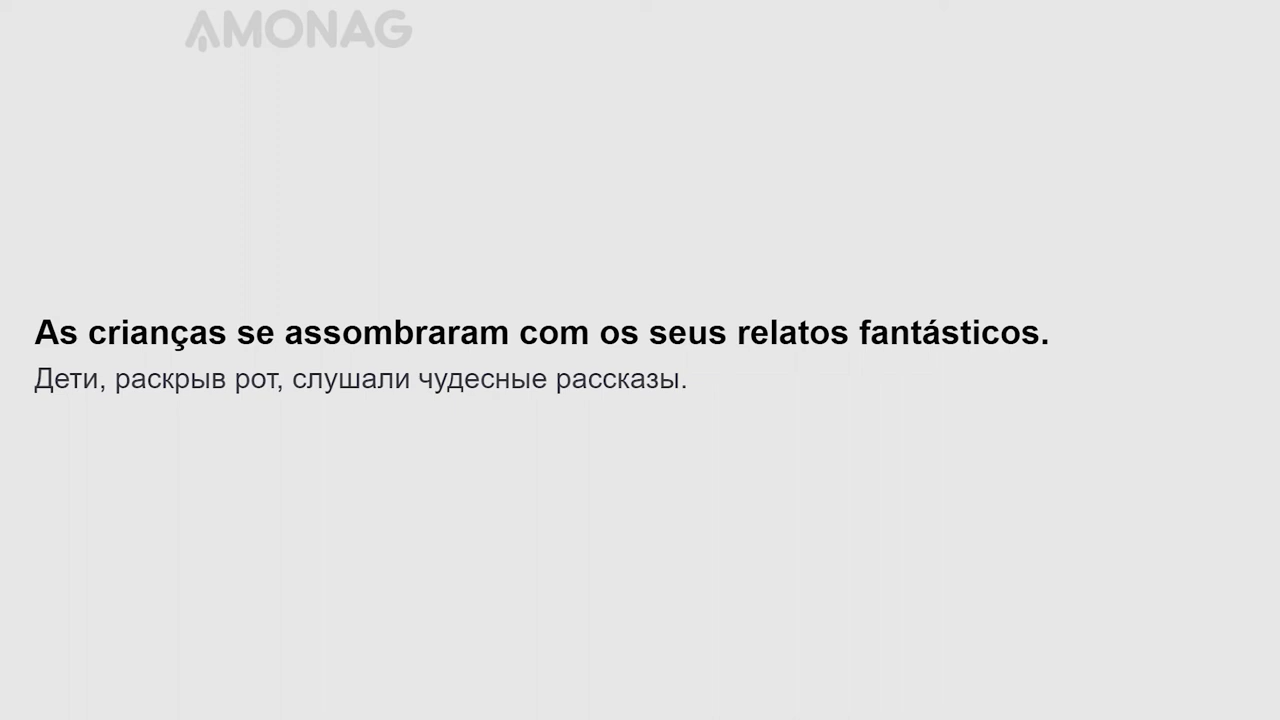 AMONAG
As crianças se assombraram com os seus relatos fantásticos.
Дети, раскрыв рот, слушали чудесные рассказы.